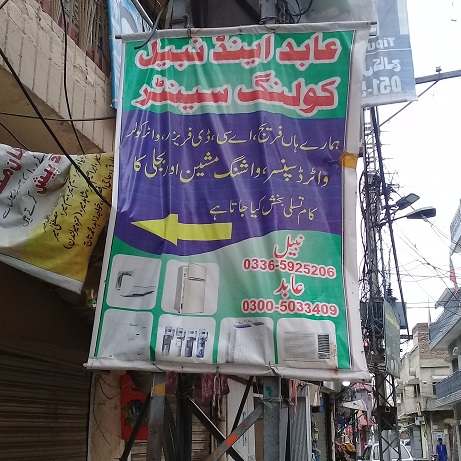 عابد اینڈ نبیل
کولنگ سینٹر
ہمارے ہاں فریج، اے سی، ڈی فریزر، واٹر کولر
واٹر ڈسپنسر، واشنگ مشین اور بجلی کا
کام تسلی بخش کیا جاتا ہے
نبیل
0336-5925206
عابد
0300-5033409